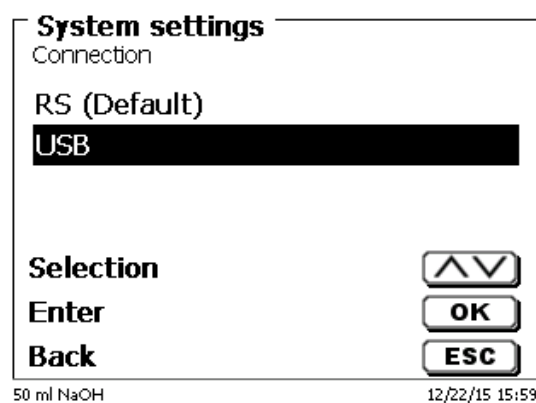 System settings
Connection
RS (Default)
USB
Selection
Enter OK
Back ESC
50 ml NaOH 12/22/15 15:59